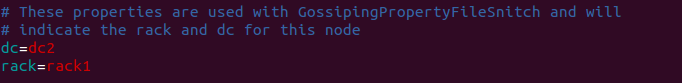 # These properties are used with GossipingPropertyFileSnitch and will
# indicate the rack and dc for this node
dc=dc2
rack=rack1